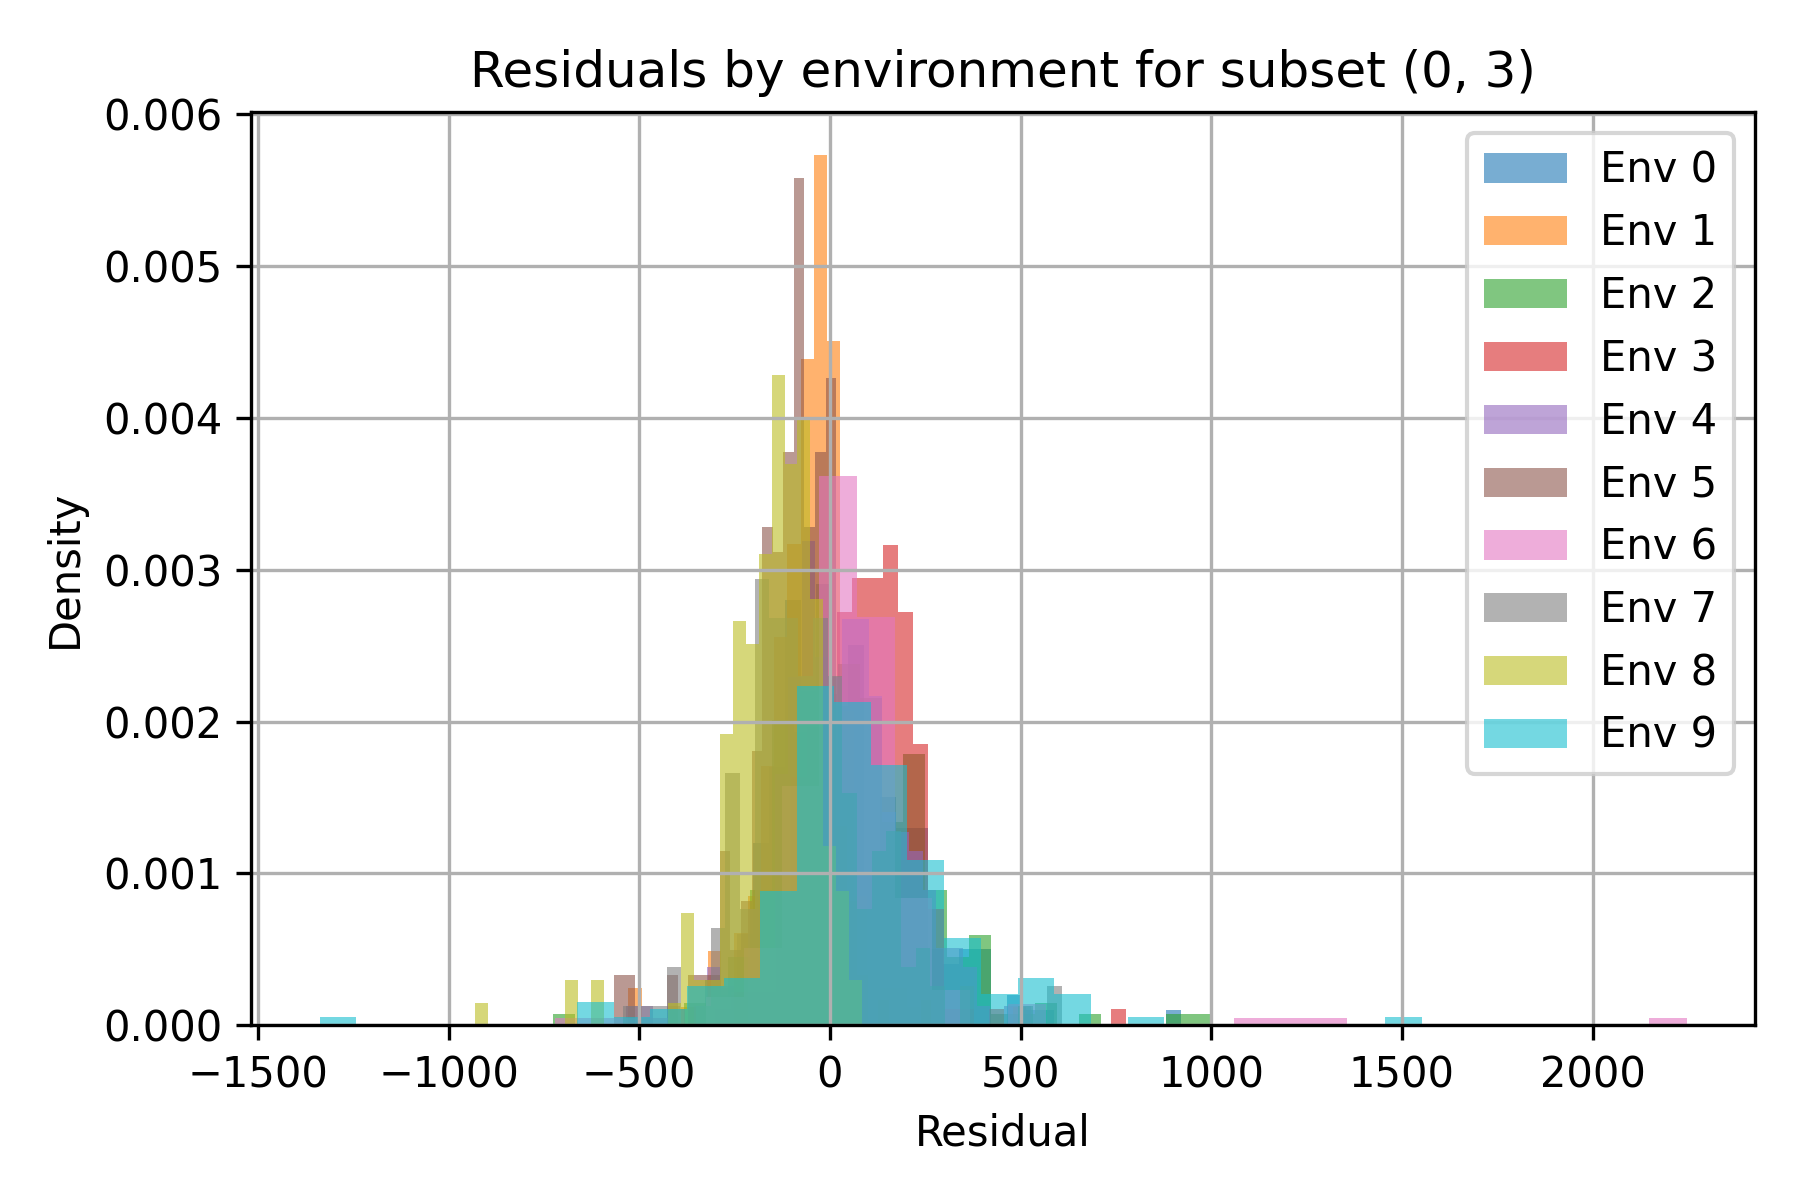 Residuals by environment for subset (0, 3)
0.006
0.005
0.004
0.003
0.002
0.001
0.000
Density
−1500
−1000
−500
0
500
1000
1500
2000
Residual
Env 0
Env 1
Env 2
Env 3
Env 4
Env 5
Env 6
Env 7
Env 8
Env 9